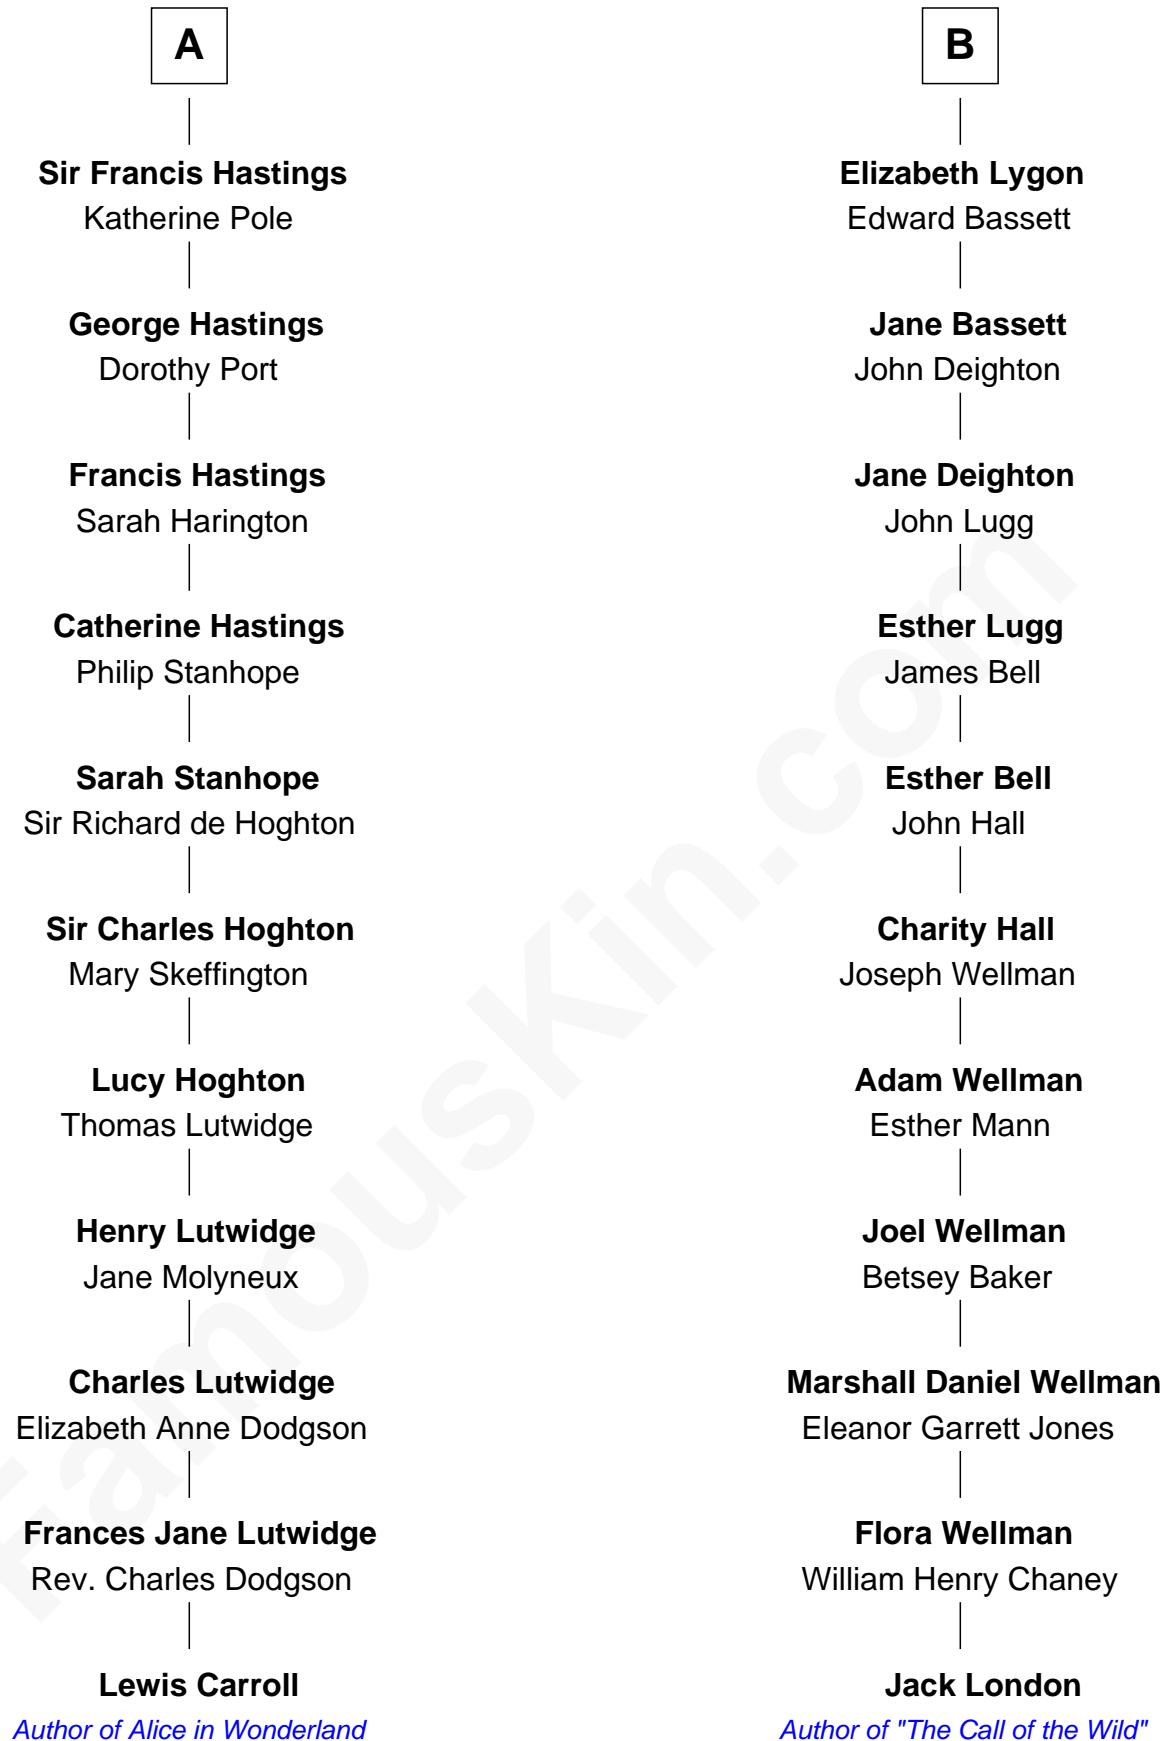 A
Sir Francis Hastings
Katherine Pole
George Hastings
Dorothy Port
Francis Hastings
Sarah Harington
Catherine Hastings
Philip Stanhope
Sarah Stanhope
Sir Richard de Hoghton
Sir Charles Hoghton
Mary Skeffington
Lucy Hoghton
Thomas Lutwidge
Henry Lutwidge
Jane Molyneux
Charles Lutwidge
Elizabeth Anne Dodgson
Frances Jane Lutwidge
Rev. Charles Dodgson
Lewis Carroll
Author of Alice in Wonderland
B
Elizabeth Lygon
Edward Bassett
Jane Bassett
John Deighton
Jane Deighton
John Lugg
Esther Lugg
James Bell
Esther Bell
John Hall
Charity Hall
Joseph Wellman
Adam Wellman
Esther Mann
Joel Wellman
Betsey Baker
Marshall Daniel Wellman
Eleanor Garrett Jones
Flora Wellman
William Henry Chaney
Jack London
Author of "The Call of the Wild"
FamousKin.com